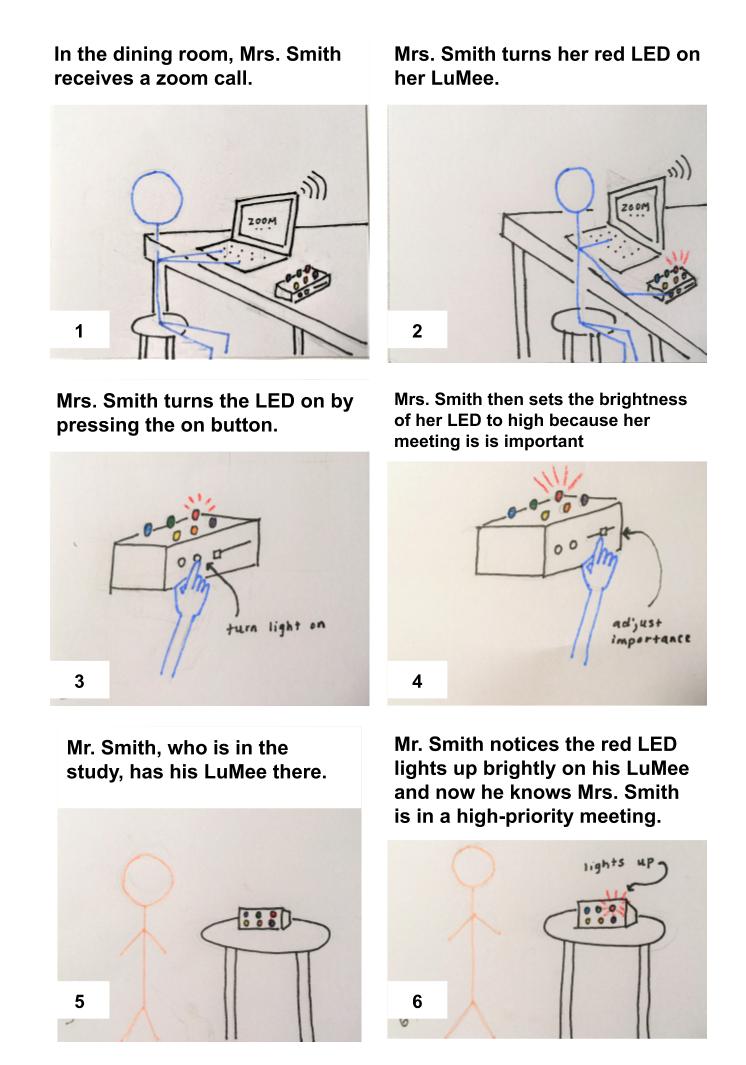 In the dining room, Mrs. Smith
receives a zoom call.
Mrs. Smith turns her red LED on
her LuMee.
ZOOM
1
ZOOM
2
Mrs. Smith turns the LED on by
pressing the on button.
Mrs. Smith then sets the brightness
of her LED to high because her
meeting is is important
turn light on
3
adjust
importance
4
Mr. Smith, who is in the
study, has his LuMee there.
Mr. Smith notices the red LED
lights up brightly on his LuMee
and now he knows Mrs. Smith
is in a high-priority meeting.
5
lights up
6